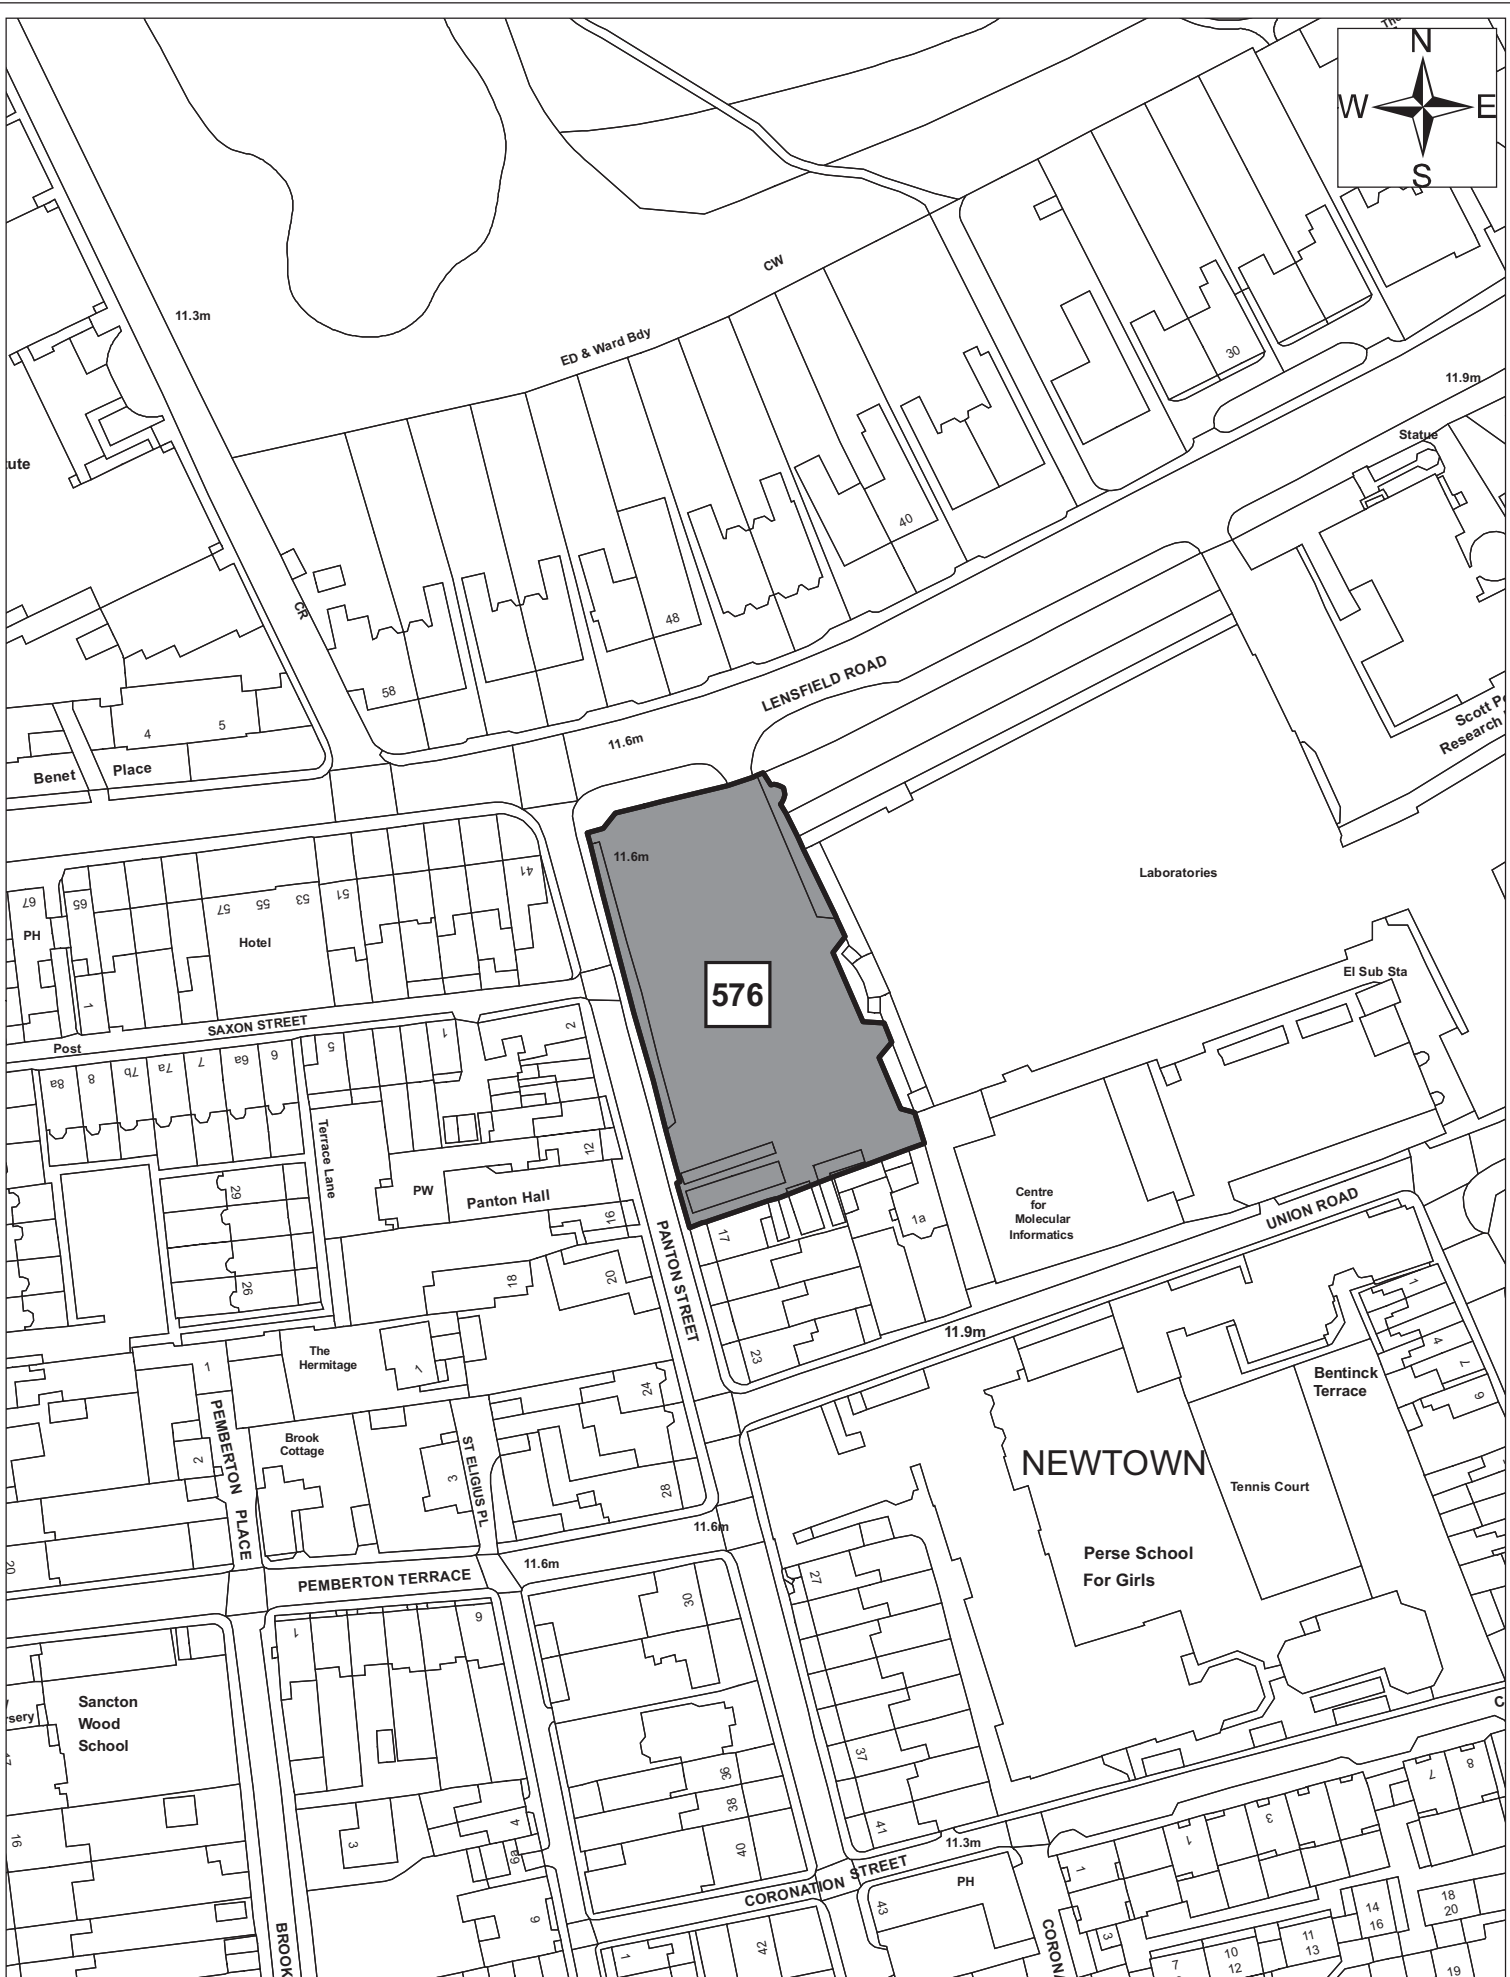 N
W E
S
11.3m
CW
ED & Ward Bdy
30
11.9m
Statue
40
CR
48
58
LENSFIELD ROAD
11.6m
4
5
Benet Place
Scott
Research
41
11.6m
Laboratories
67
65
57
55
53
51
PH
Hotel
El Sub Sta
576
1
SAXON STREET
Post
8a
8
7b
7a
7
6a
6
5
1
2
Terrace Lane
12
PW
Panton Hall
29
26
16
18
20
PANTON STREET
17
1a
Centre
for
Molecular
Informatics
UNION ROAD
11.9m
23
The
Hermitage
1
1
24
Bentinck
Terrace
1
4
7
9
PEMBERTON PLACE
2
Brook
Cottage
3
ST ELIGIUS PL
28
NEWTOWN
Tennis Court
11.6m
11.6m
Perse School
For Girls
20
PEMBERTON TERRACE
27
30
1
6
Sancton
Wood
School
37
36
38
40
41
16
3
4
6a
11.3m
CORONATION STREET
PH
43
42
1
6
BROOK
1
1
3
7
8
3
14
16
18
20
11
13
10
12
7
19